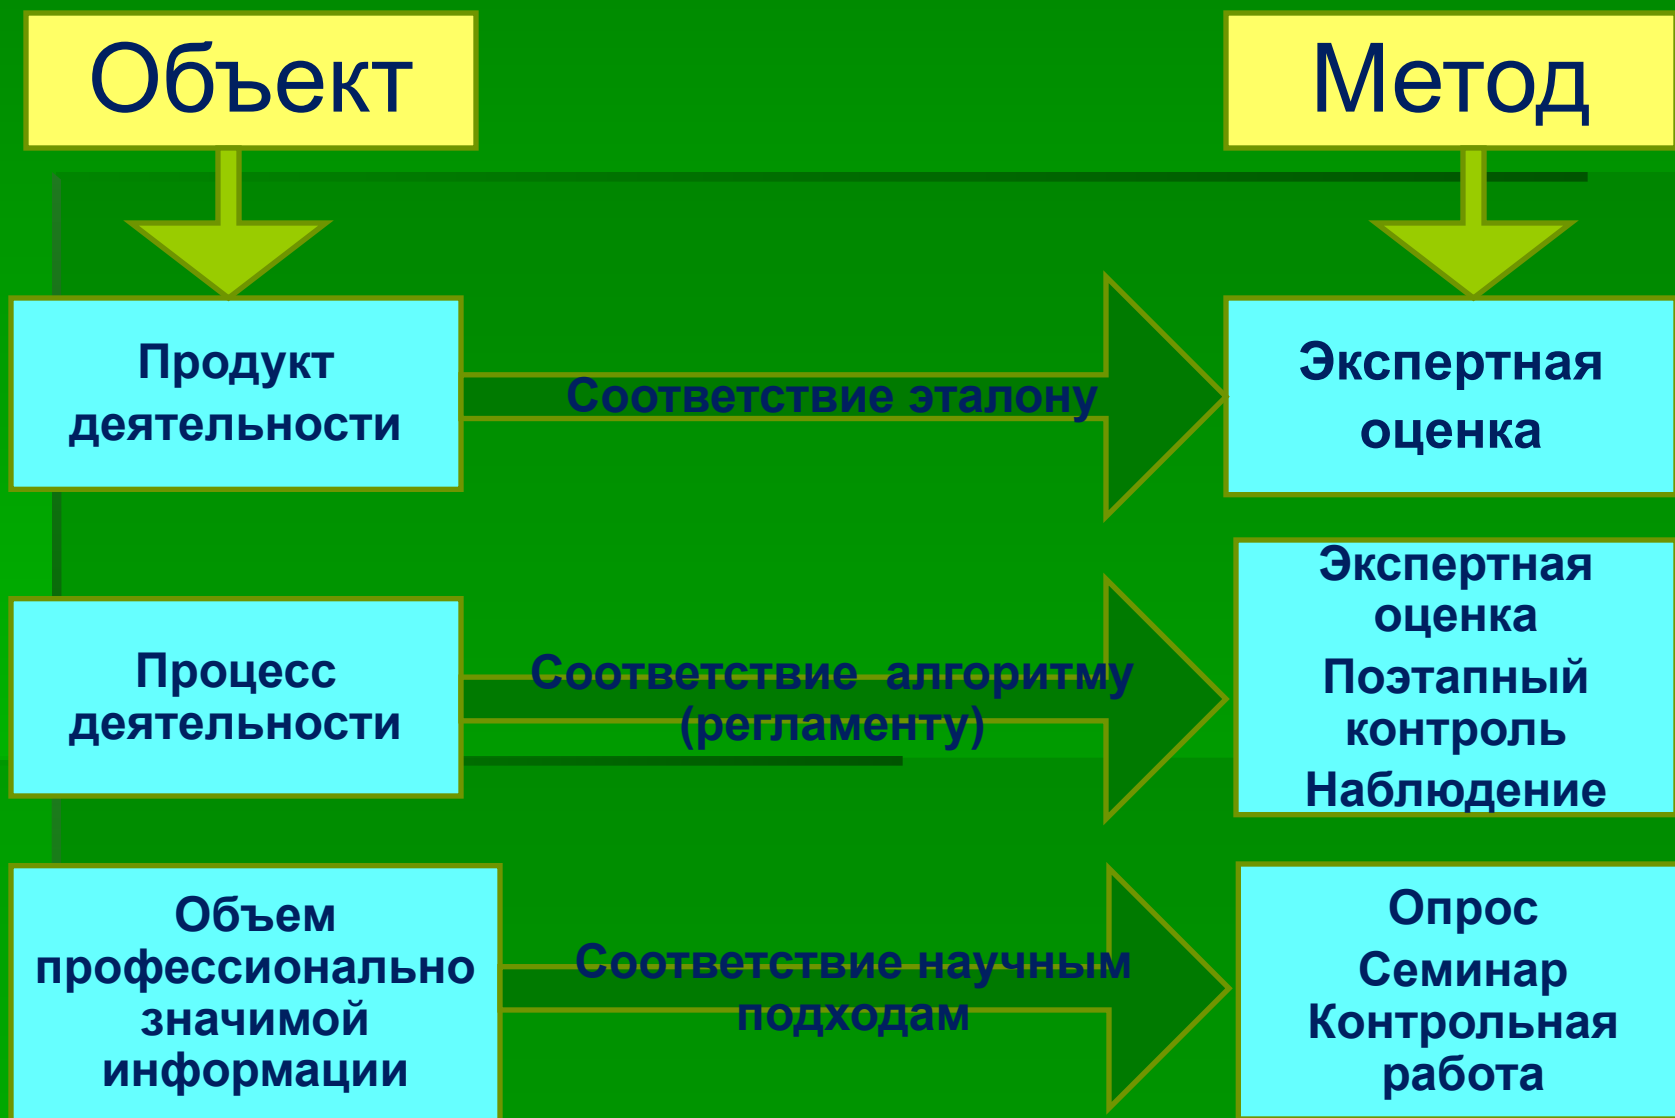 Объект
Метод
Продукт
деятельности
Соответствие эталону
Экспертная
оценка
Процесс
деятельности
Соответствие алгоритму
(регламенту)
Экспертная
оценка
Поэтапный
контроль
Наблюдение
Объем
профессионально
значимой
информации
Соответствие научным
подходам
Опрос
Семинар
Контрольная
работа